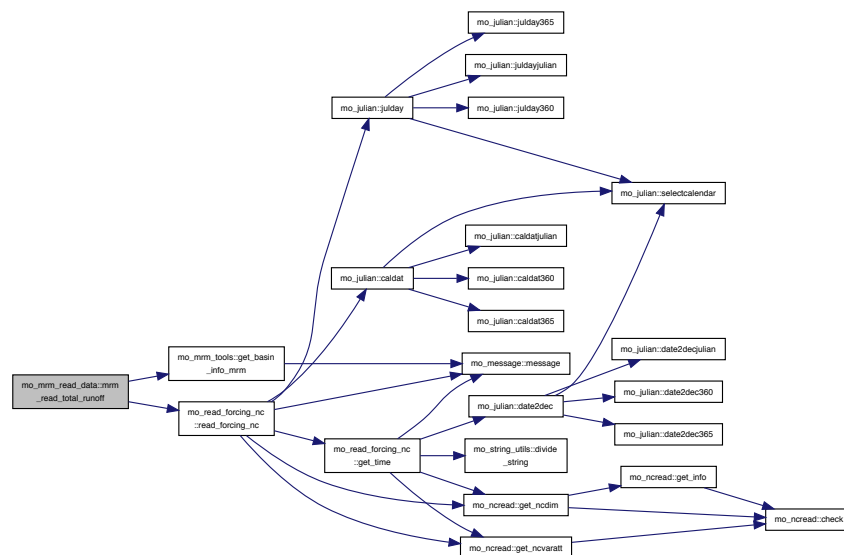 mo_julian::julday365
mo_julian::juldayjulian
mo_julian::julday
mo_julian::julday360
mo_julian::selectcalendar
mo_julian::caldatjulian
mo_julian::caldat
mo_julian::caldat360
mo_julian::caldat365
mo_julian::date2decjulian
mo_mrm_tools::get_basin
_info_mrm
mo_message::message
mo_mrm_read_data::mrm
_read_total_runoff
mo_julian::date2dec360
mo_read_forcing_nc
::read_forcing_nc
mo_julian::date2dec
mo_julian::date2dec365
mo_read_forcing_nc
::get_time
mo_string_utils::divide
_string
mo_ncread::get_info
mo_ncread::get_ncdim
mo_ncread::check
mo_ncread::get_ncvaratt